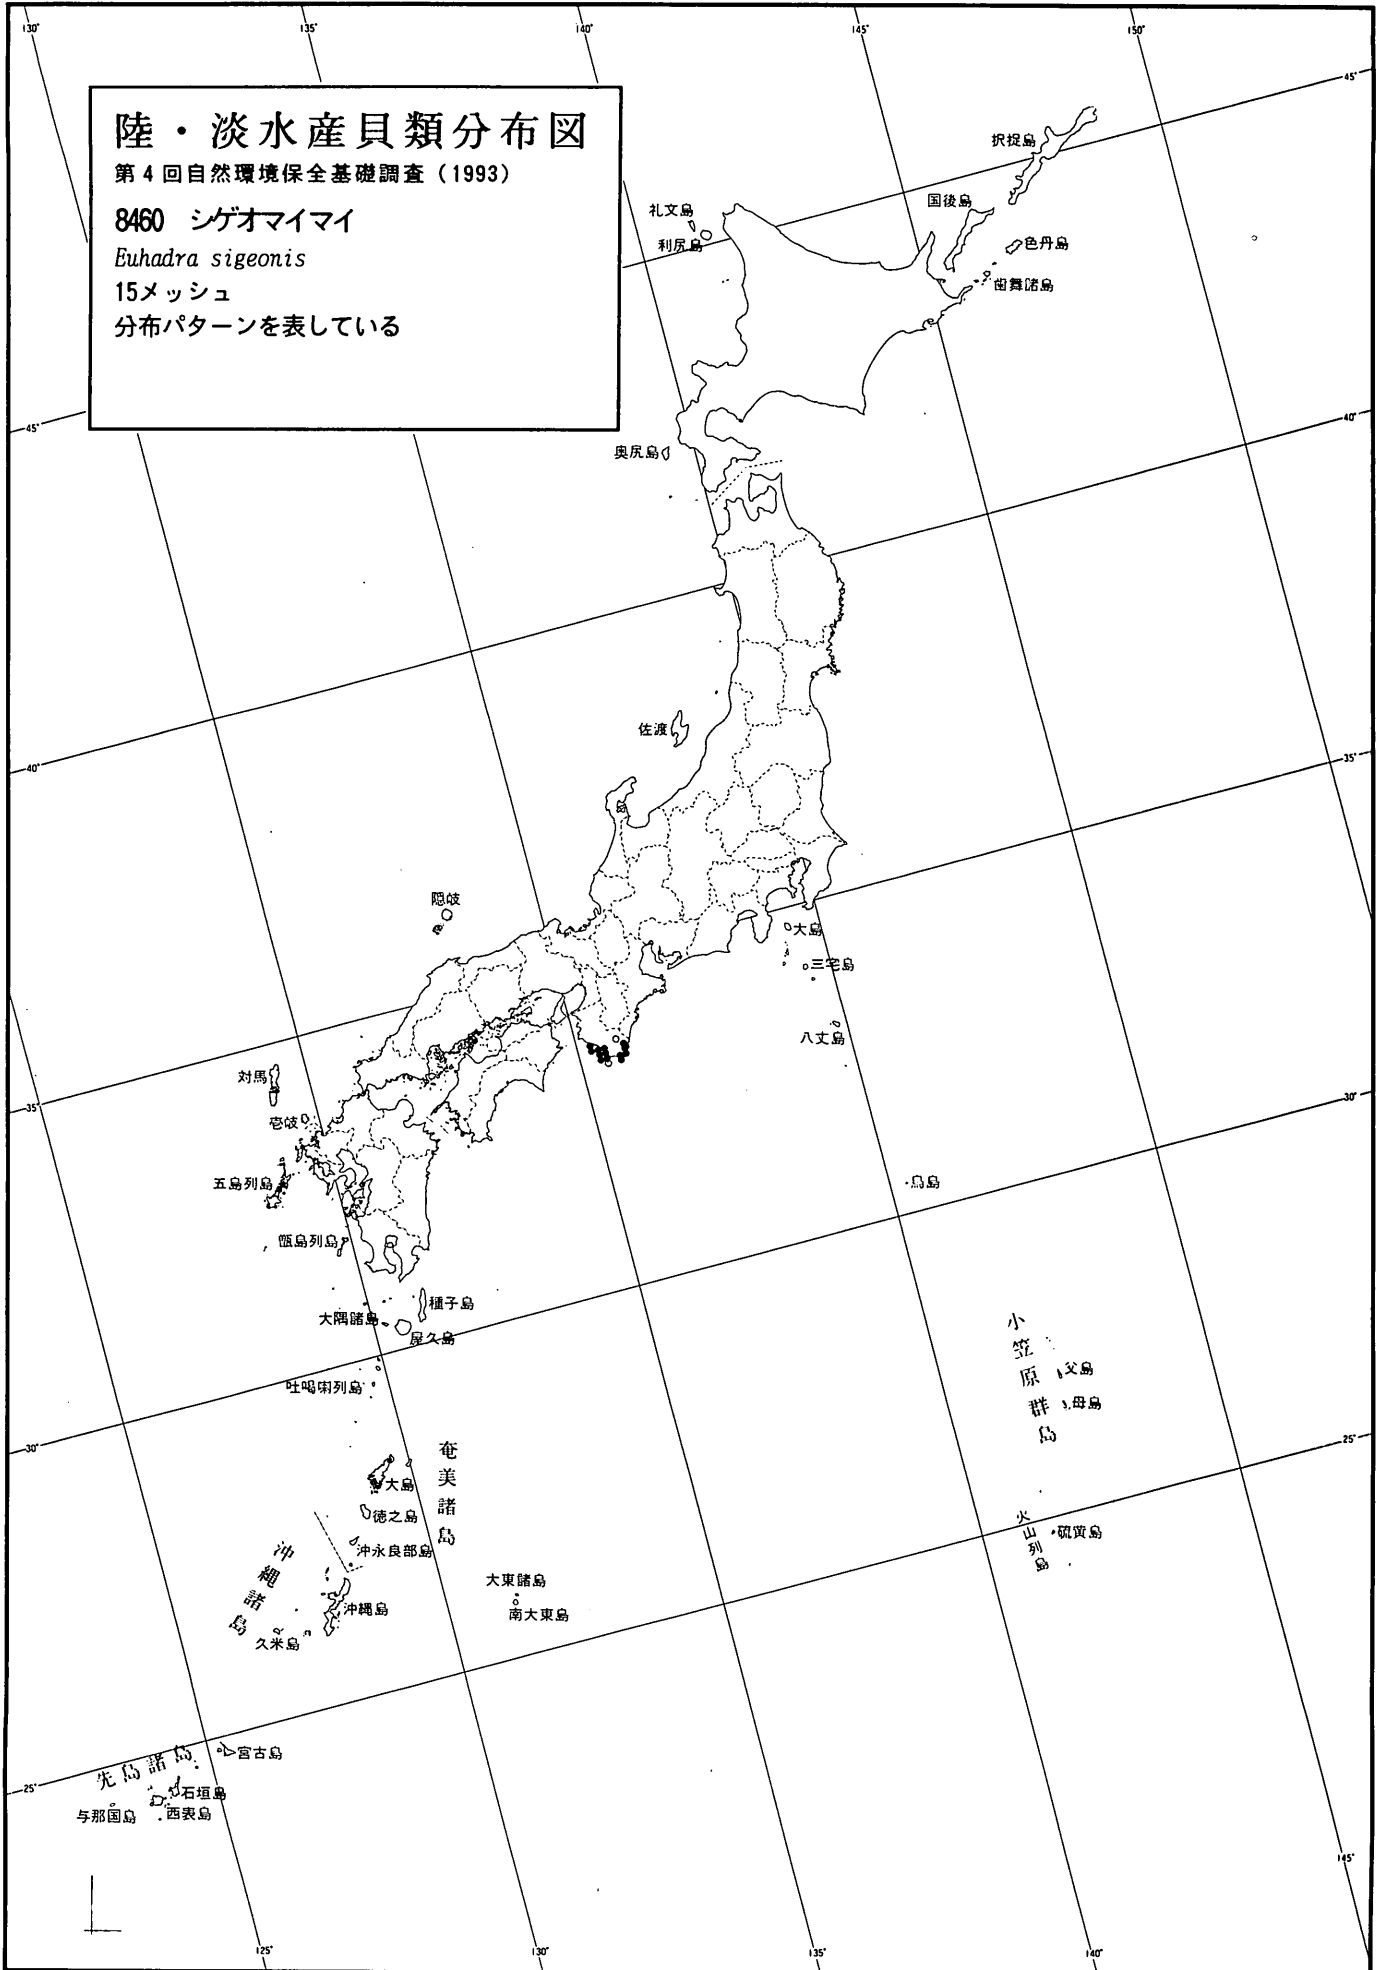 130°
135°
140°
145°
150°
陸・淡水産貝類分布図
第4回自然環境保全基礎調査（1993）
8460 シゲオマイマイ
Euhadra sigeonis
15メッシュ
分布パターンを表している
45°
択捉島
国後島
色丹島
歯舞諸島
礼文島
利尻島
45°
40°
奥尻島
佐渡
40°
35°
隠岐
大島
三宅島
八丈島
対馬
壱岐
35°
30°
五島列島
甑島列島
鳥島
種子島
大隅諸島
屋久島
吐噶喇列島
小笠原群島
父島
母島
30°
25°
奄美諸島
大島
徳之島
沖永良部島
火山列島
硫黄島
沖縄諸島
沖縄島
久米島
大東諸島
南大東島
先島諸島
宮古島
石垣島
西表島
与那国島
25°
145°
125°
130°
135°
140°